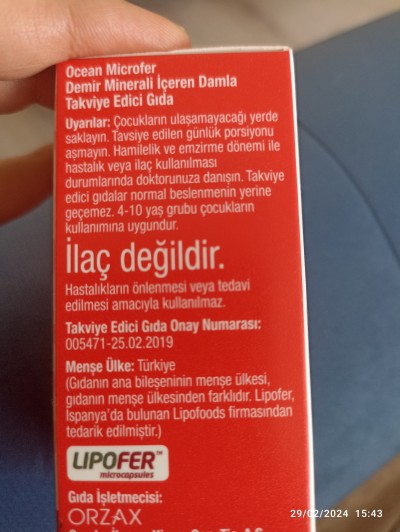 Ocean Microfer
Demir Minerali İçeren Damla
Takviye Edici Gıda
Uyarılar: Çocukların ulaşamayacağı yerde
saklayın. Tavsiye edilen günlük porsiyonu
aşmayın. Hamilelik ve emzirme dönemi ile
hastalık veya ilaç kullanılması
durumlarında doktorunuza danışın. Takviye
edici gıdalar normal beslenmenin yerine
geçemez. 4-10 yaş grubu çocukların
kullanımına uygundur.
İlaç değildir.
Hastalıkların önlenmesi veya tedavi
edilmesi amacıyla kullanılmaz.
Takviye Edici Gıda Onay Numarası:
005471-25.02.2019
Menşe Ülke: Türkiye
(Gıdanın ana bileşeninin menşe ülkesi,
gıdanın menşe ülkesinden farklıdır. Lipofer,
İspanya'da bulunan Lipofoods firmasından
tedarik edilmiştir.)
LIPOFER™
microcapsules
Gıda İşletmecisi:
ORZAX
29/02/2024 15:43